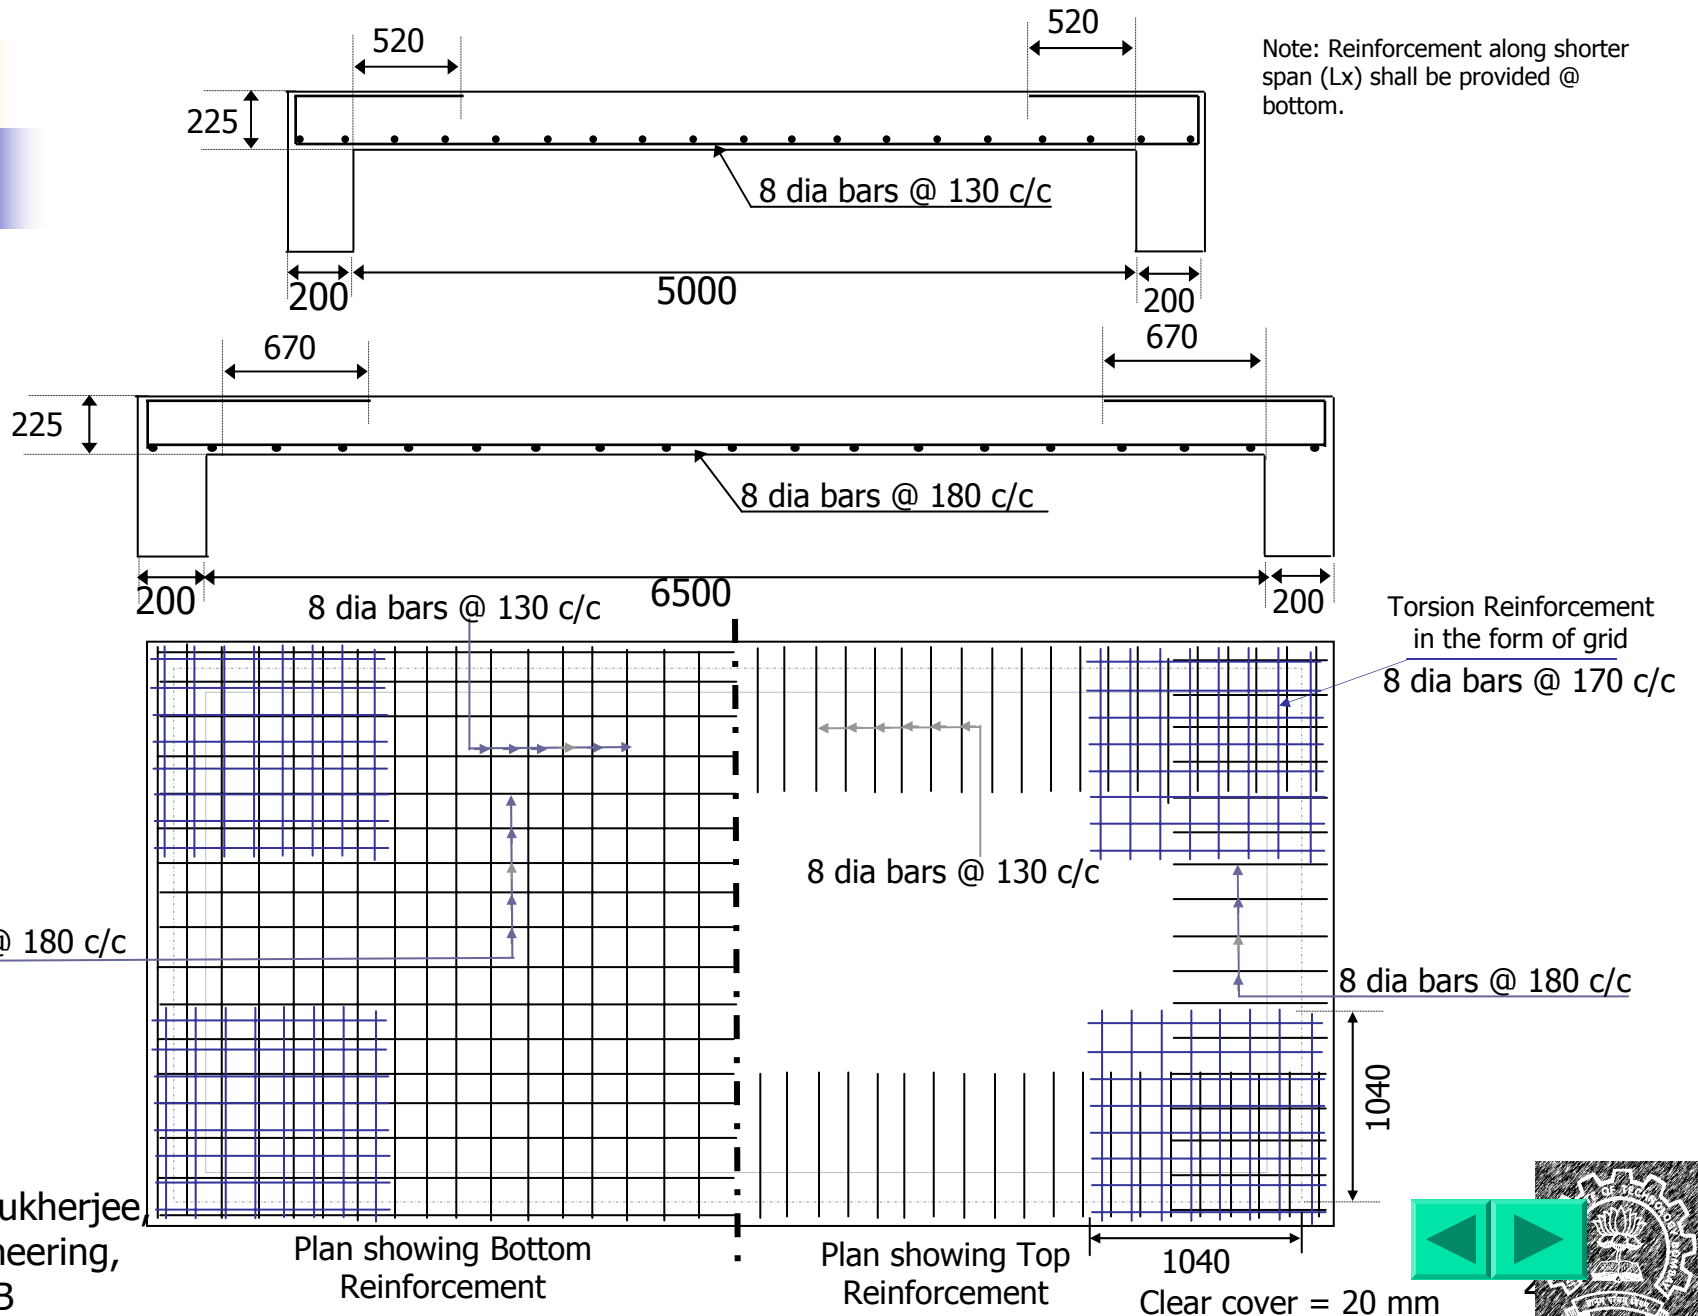 520
520
Note: Reinforcement along shorter
span (Lx) shall be provided @
bottom.
225
8 dia bars @ 130 c/c
200
5000
200
670
670
225
8 dia bars @ 180 c/c
200
6500
200
8 dia bars @ 130 c/c
Torsion Reinforcement
in the form of grid
8 dia bars @ 170 c/c
8 dia bars @ 130 c/c
@ 180 c/c
8 dia bars @ 180 c/c
1040
ukherjee,
neering,
B
Plan showing Bottom
Reinforcement
Plan showing Top
Reinforcement
1040
Clear cover = 20 mm